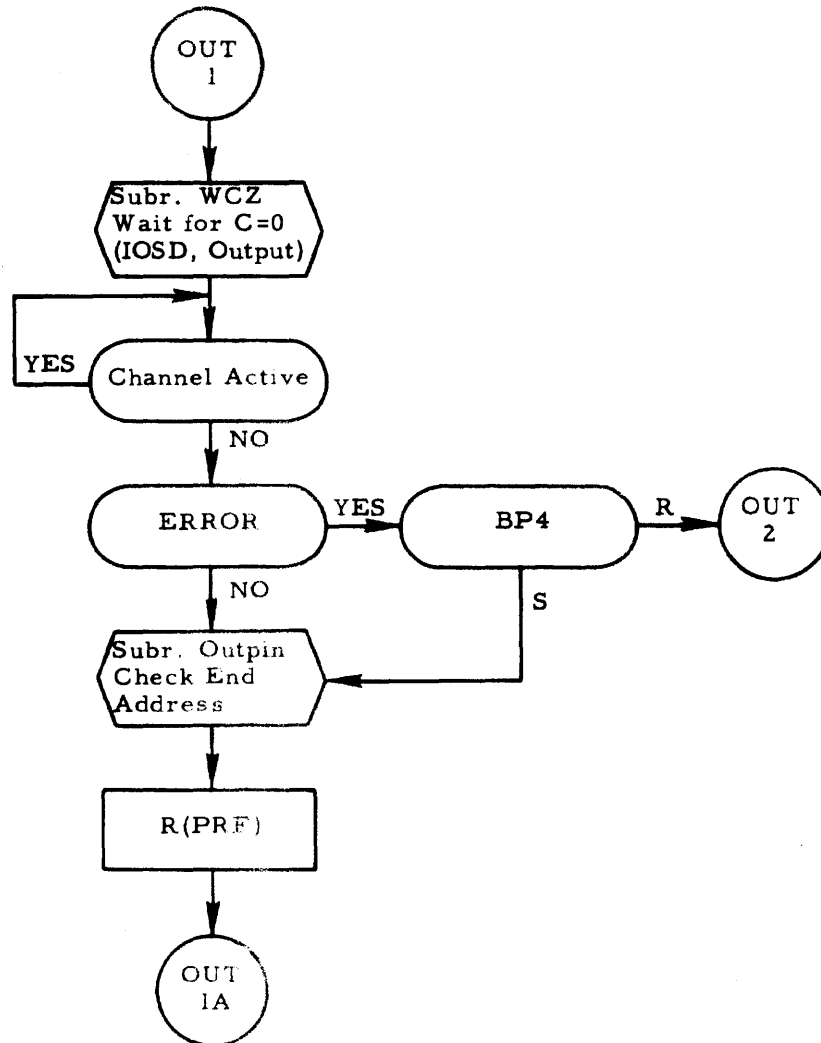 OUT
1
Subr. WCZ
Wait for C=0
(IOSD, Output)
YES
Channel Active
NO
ERROR
YES
BP4
R
OUT
2
NO
S
Subr. Outpin
Check End
Address
R(PRF)
OUT
1A